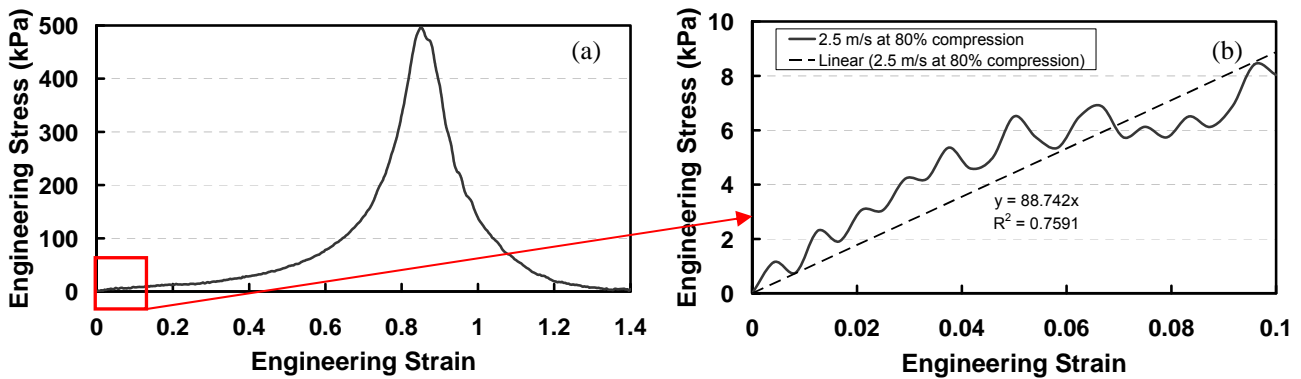 Engineering Stress (kPa)
500
400
300
200
100
0
(a)
0 0.2 0.4 0.6 0.8 1 1.2 1.4
Engineering Strain
Engineering Stress (kPa)
10
8
6
4
2
0
2.5 m/s at 80% compression
Linear (2.5 m/s at 80% compression)
(b)
y = 88.742x
R² = 0.7591
0 0.02 0.04 0.06 0.08 0.1
Engineering Strain